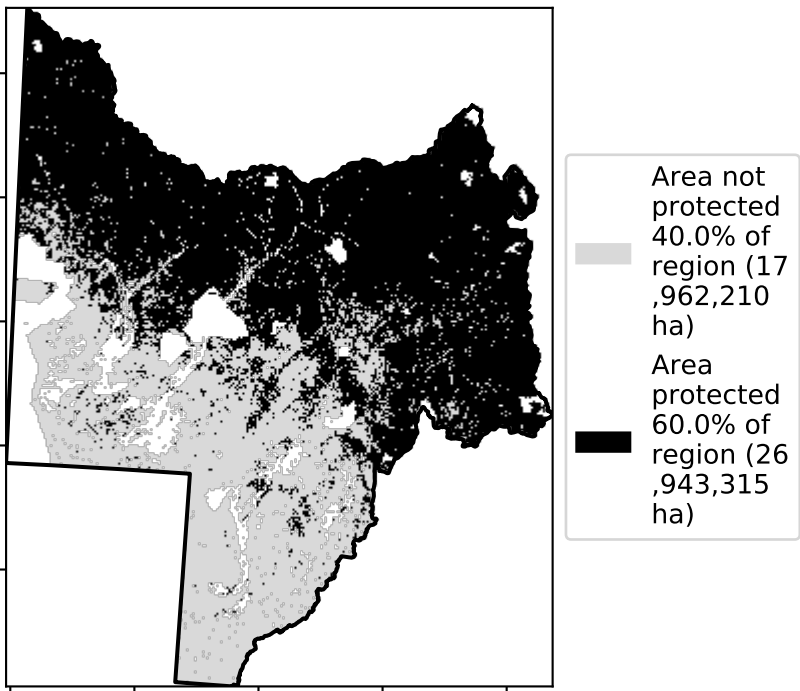 Area not
protected
40.0% of
region (17
,962,210
ha)
Area
protected
60.0% of
region (26
,943,315
ha)